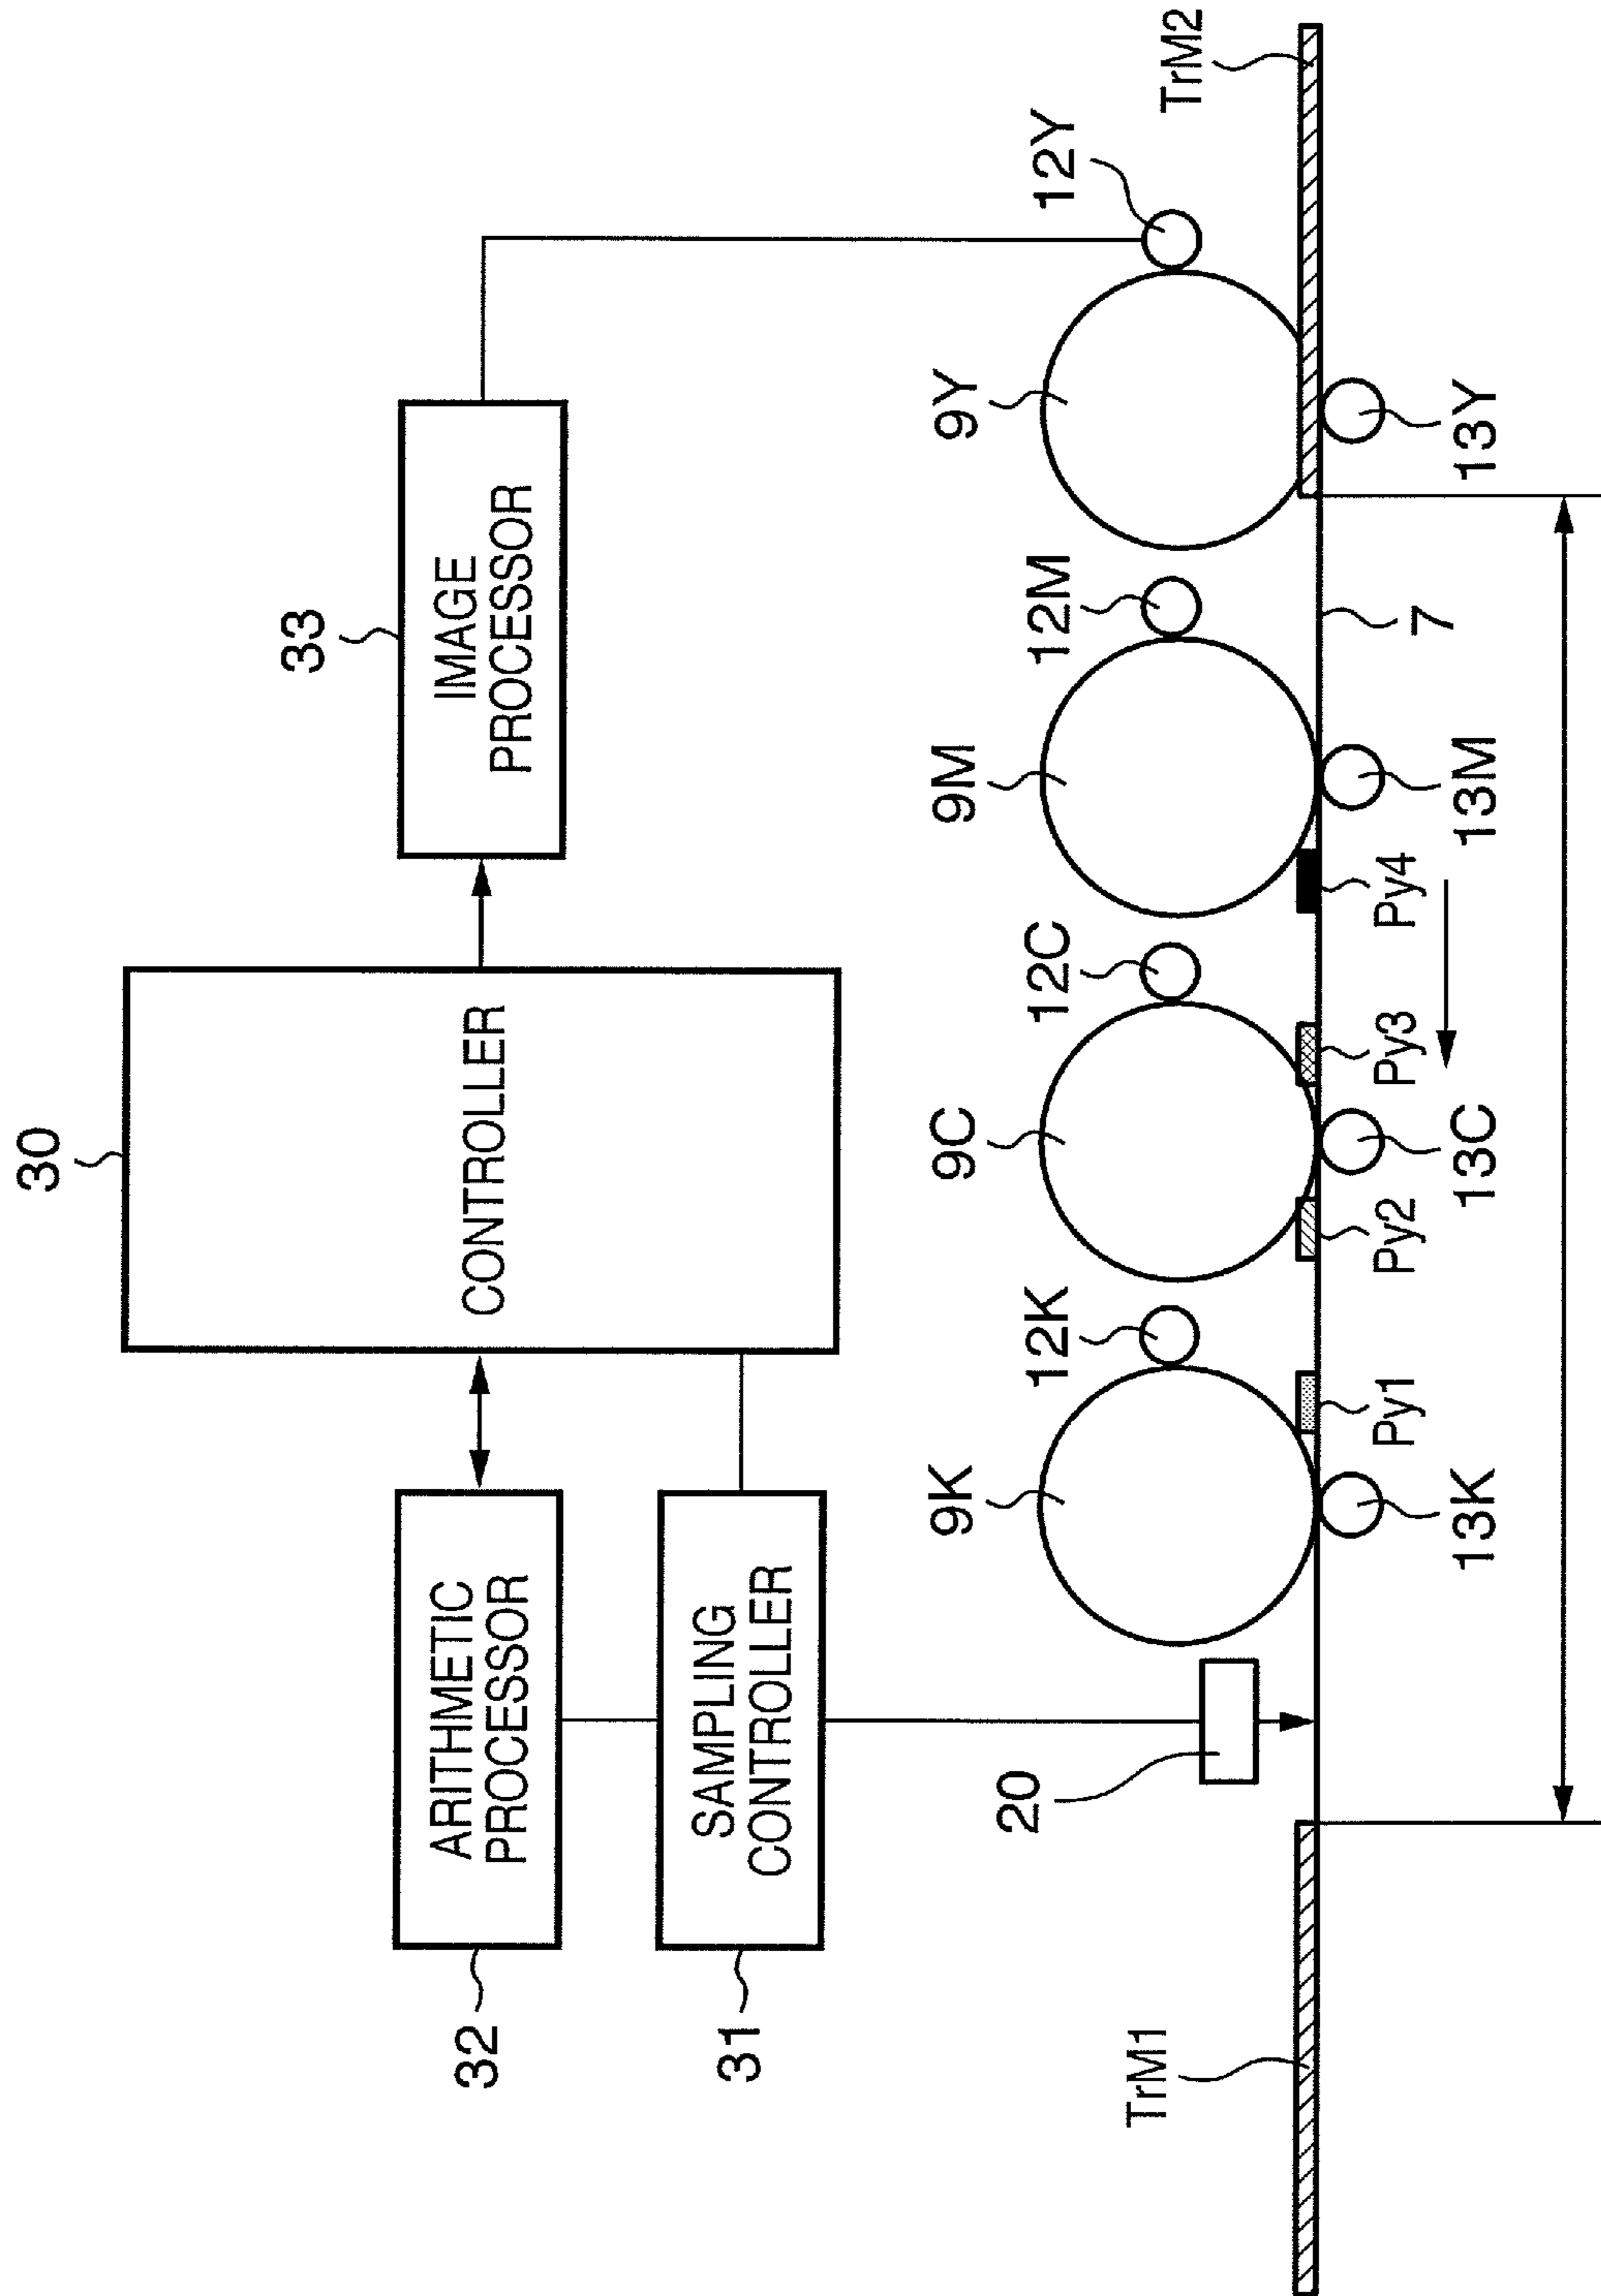 30
CONTROLLER
33
IMAGE
PROCESSOR
ARITHMETIC
PROCESSOR
32
SAMPLING
CONTROLLER
31
20
9K
12K
9C
12C
9M
12M
9Y
12Y
TrM1
TrM2
13K
Py1
Py2
13C
Py3
Py4
13M
7
13Y